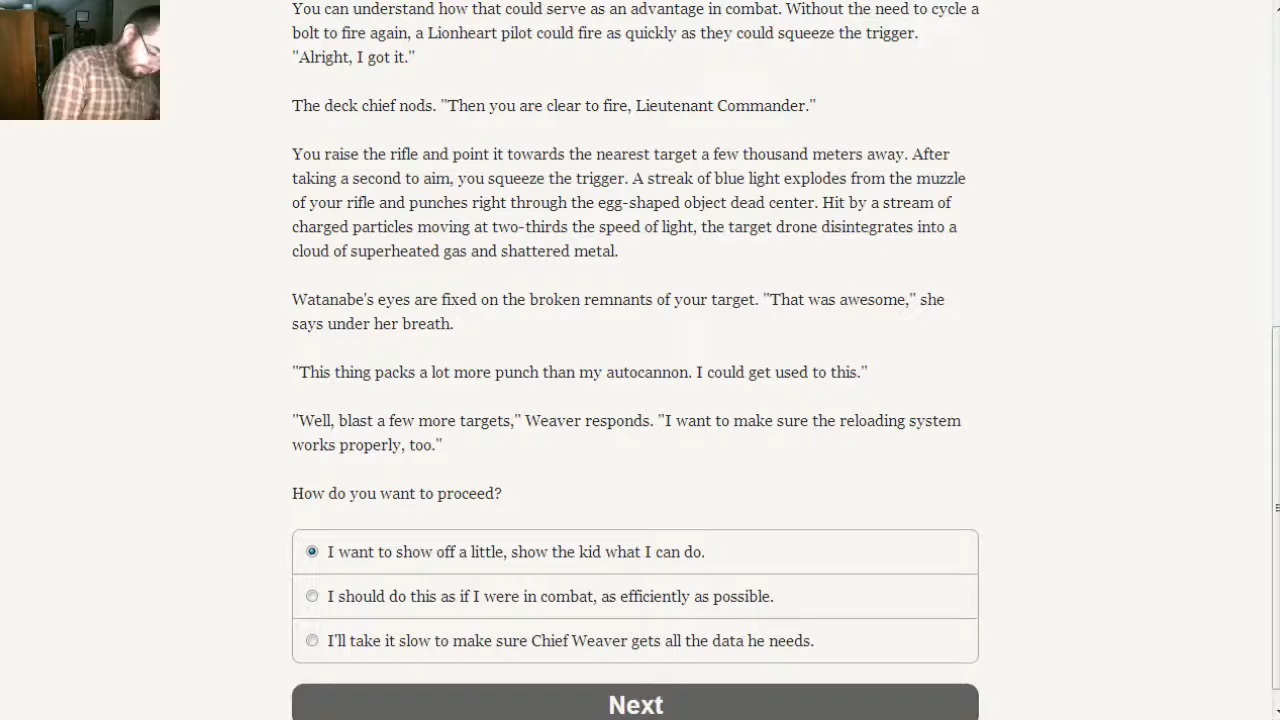 You can understand how that could serve as an advantage in combat. Without the need to cycle a
bolt to fire again, a Lionheart pilot could fire as quickly as they could squeeze the trigger.
"Alright, I got it."
The deck chief nods. "Then you are clear to fire, Lieutenant Commander."
You raise the rifle and point it towards the nearest target a few thousand meters away. After
taking a second to aim, you squeeze the trigger. A streak of blue light explodes from the muzzle
of your rifle and punches right through the egg-shaped object dead center. Hit by a stream of
charged particles moving at two-thirds the speed of light, the target drone disintegrates into a
cloud of superheated gas and shattered metal.
Watanabe's eyes are fixed on the broken remnants of your target. "That was awesome," she
says under her breath.
"This thing packs a lot more punch than my autocannon. I could get used to this."
"Well, blast a few more targets," Weaver responds. "I want to make sure the reloading system
works properly, too."
How do you want to proceed?
I want to show off a little, show the kid what I can do.
I should do this as if I were in combat, as efficiently as possible.
I'll take it slow to make sure Chief Weaver gets all the data he needs.
Next